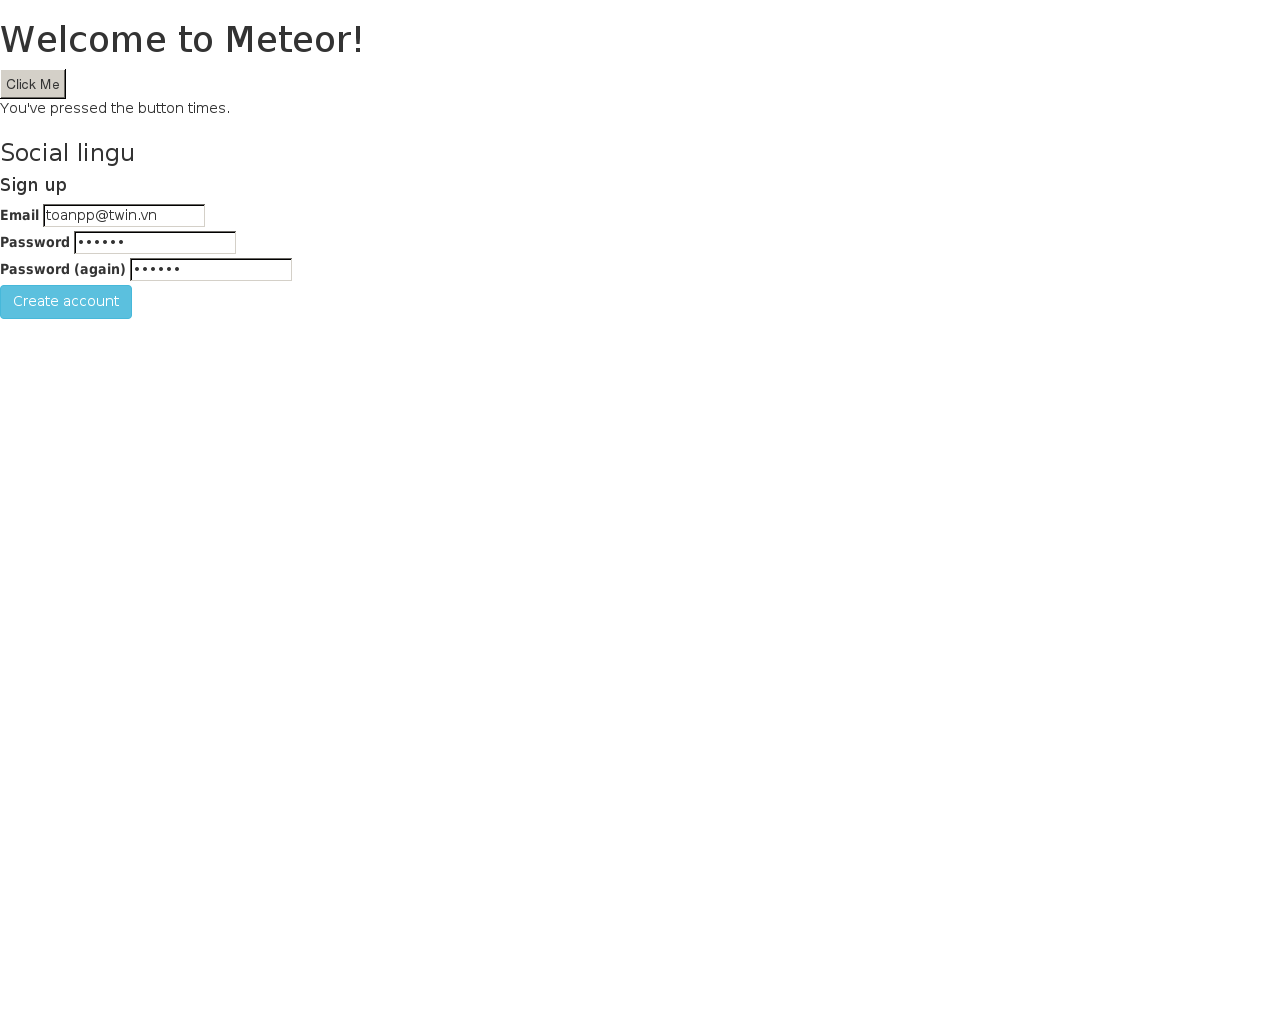 Welcome to Meteor!
Click Me
You've pressed the button times.
Social lingu
Sign up
Email toanpp@twin.vn
Password ••••••
Password (again) ••••••
Create account